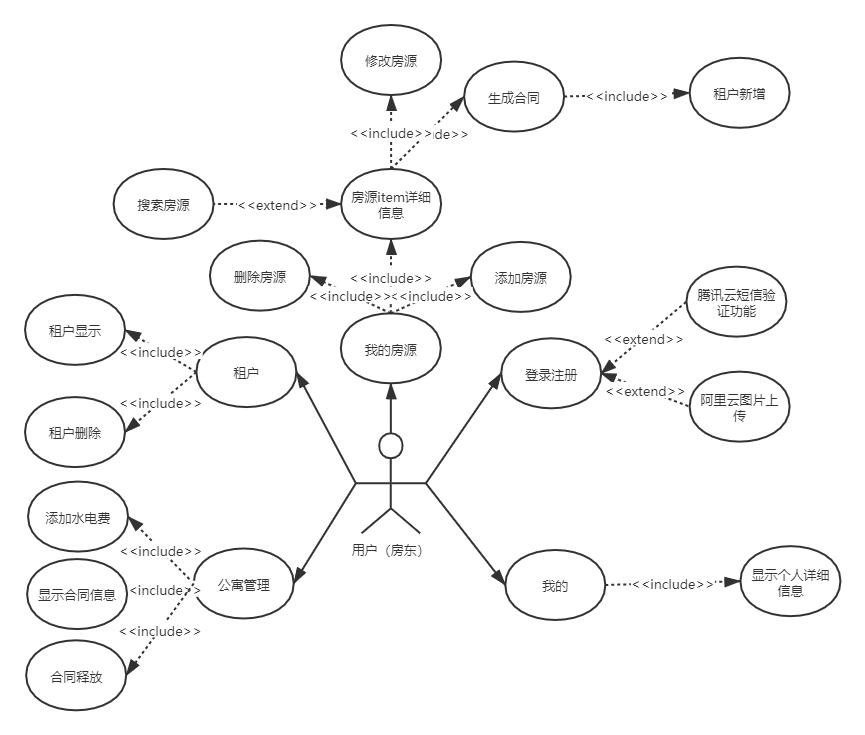 修改房源
生成合同
<<include>>
租户新增
<<include>>
de>>
搜索房源
<<extend>>
房源item详细
信息
删除房源
<<include>>
添加房源
<<include>>
<<include>>
腾讯云短信验
证功能
租户显示
<<include>>
租户
我的房源
登录注册
<<extend>>
<<extend>>
阿里云图片上
传
租户删除
<<include>>
添加水电费
<<include>>
用户（房东）
显示合同信息
<<include>>
公寓管理
我的
<<include>>
显示个人详细
信息
<<include>>
合同释放